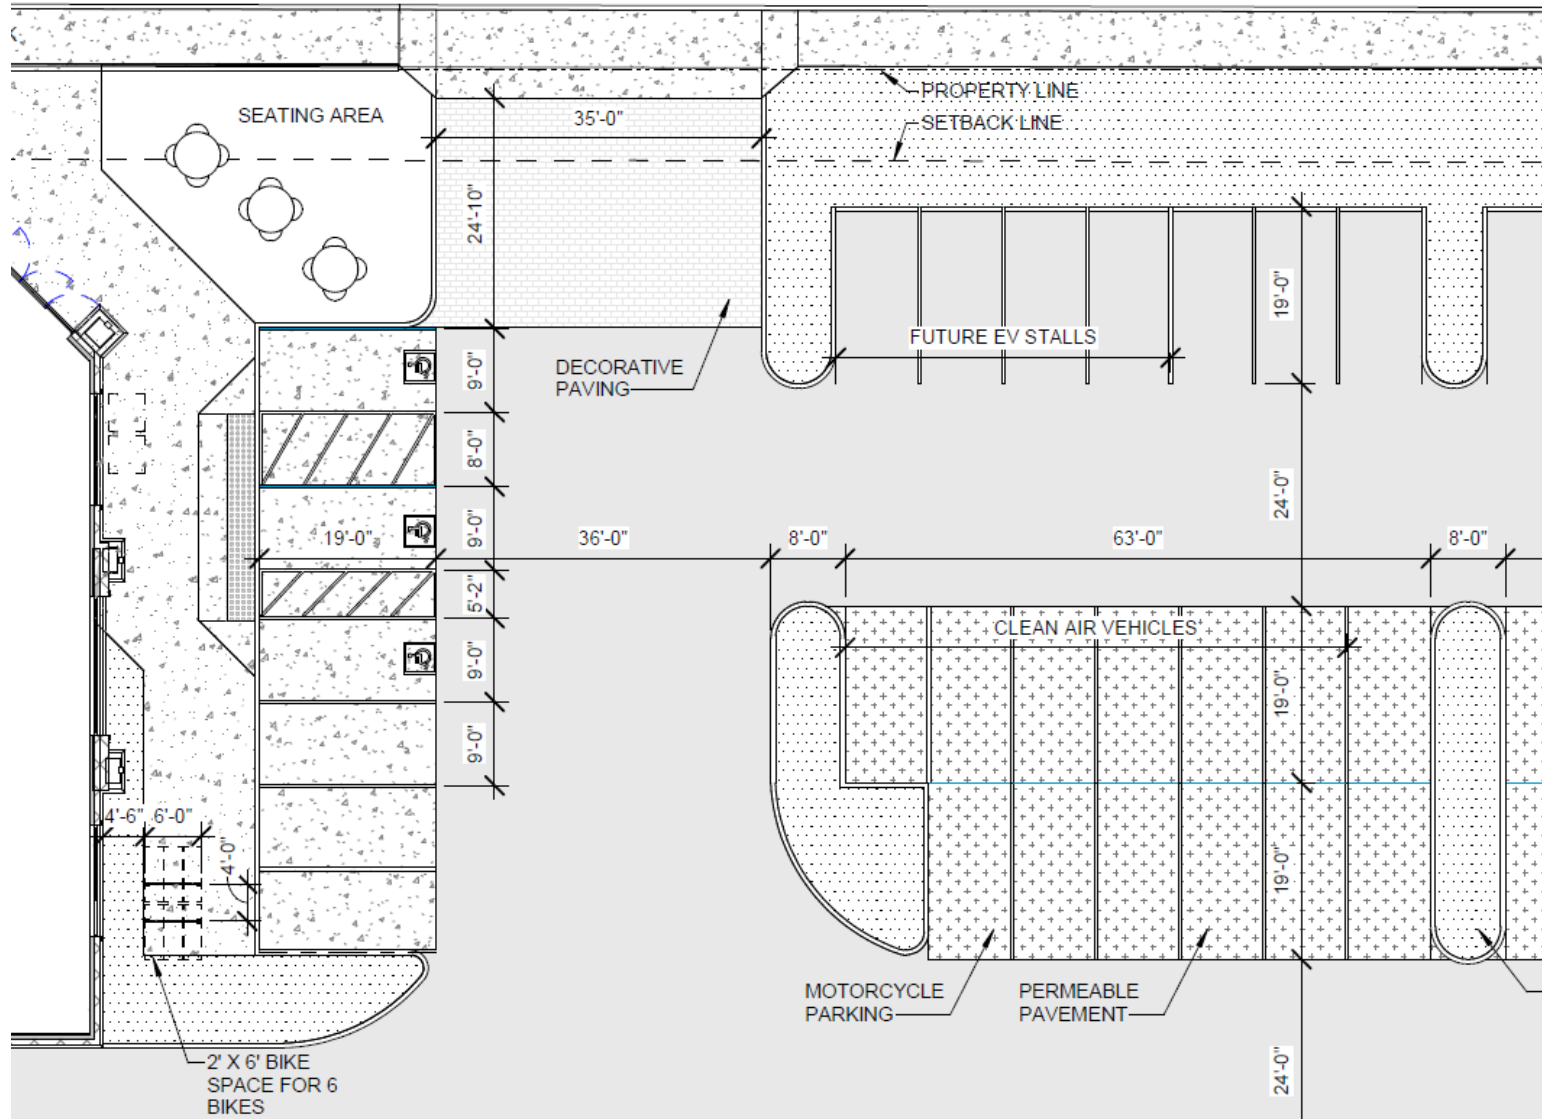 SEATING AREA
35'-0"
PROPERTY LINE
SETBACK LINE
24'-10"
19'-0"
FUTURE EV STALLS
DECORATIVE
PAVING
9'-0"
8'-0"
24'-0"
9'-0"
19'-0"
36'-0"
8'-0"
63'-0"
8'-0"
5'-2"
CLEAN AIR VEHICLES
9'-0"
19'-0"
9'-0"
4'-6"
6'-0"
4'-0"
19'-0"
MOTORCYCLE
PARKING
PERMEABLE
PAVEMENT
2' X 6' BIKE
SPACE FOR 6
BIKES
24'-0"